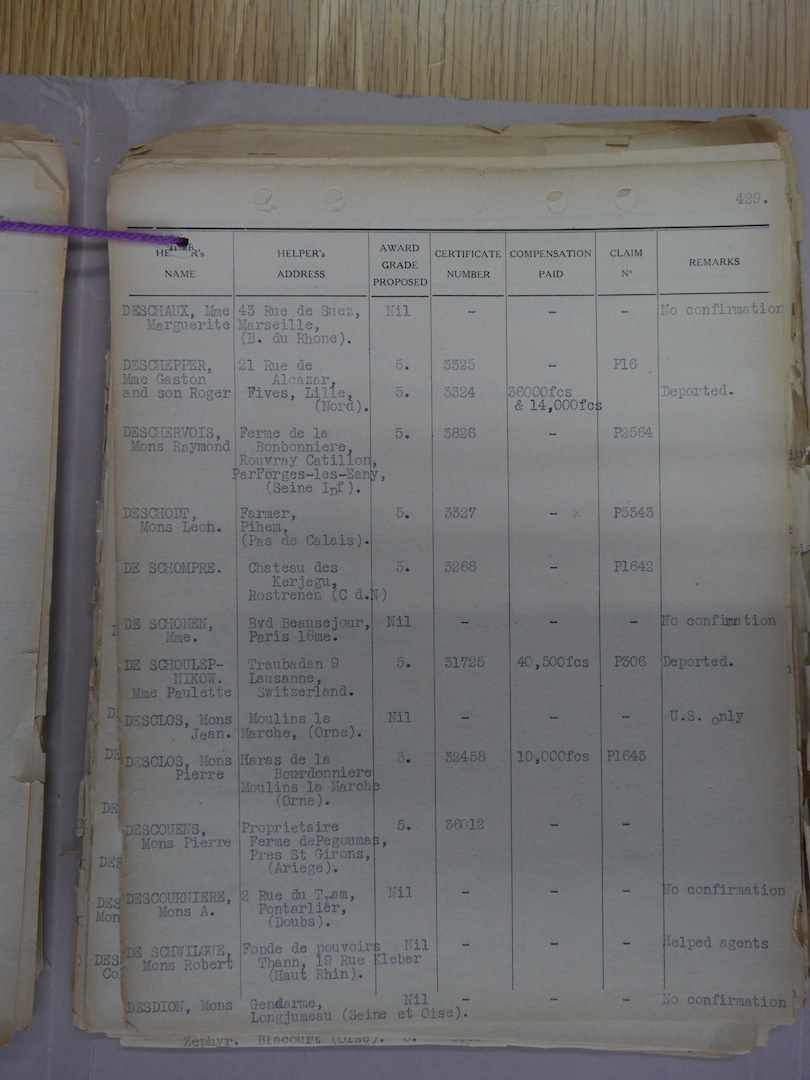 429.
HELPER's NAME HELPER's ADDRESS AWARD GRADE PROPOSED CERTIFICATE NUMBER COMPENSATION PAID CLAIM N° REMARKS
DESCHAUX, Mme 43 Rue de Suez, Nil - - - No confirmation
Marguerite Marseille,
(B. du Rhone).
DESCHEPPER, 21 Rue de 5. 3325 - P16
Mme Gaston Alcazar,
and son Roger Fives, Lille, 5. 3324 36000fcs Deported.
(Nord). & 14,000fcs
DESCHERVOIS, Ferme de la 5. 3826 - P2564
Mons Raymond Bonbonniere,
Rouvray Catillon,
ParForges-les-Eany,
(Seine Inf).
DESCHODT, Farmer, 5. 3327 - P5343
Mons Leon. Pihem,
(Pas de Calais).
DE SCHOMPRE. Chateau des 5. 3268 - P1642
Kerjegu,
Rostrenen (C d.N)
DE SCHONEN, Bvd Beausejour, Nil - - - No confirmation
Mme. Paris 16me.
DE SCHOULEP- Traubadan 9 5. 31725 40,500fcs P306 Deported.
NIKOW. Lausanne,
Mme Paulette Switzerland.
DESCLOS, Mons Moulins la Nil - - - U.S. only
Jean. Marche, (Orne).
DESCLOS, Mons Haras de la 5. 32458 10,000fcs P1643
Pierre Bourdonniere
Moulins la Marche
(Orne).
DESCOUENS, Proprietaire 5. 36012 - -
Mons Pierre Ferme dePegoumas,
Pres St Girons,
(Ariege).
DESCOURNIERE, 2 Rue du Tram, Nil - - - No confirmation
Mons A. Pontarlier,
(Doubs).
DE SCHWILGUE, Fonde de pouvoirs Nil - - - Helped agents
Mons Robert Thann, 19 Rue Kleber
(Haut Rhin).
DESDION, Mons Gendarme, Nil - - - No confirmation
Longjumeau (Seine et Oise).
Zephyr. Blacourt (Oise).